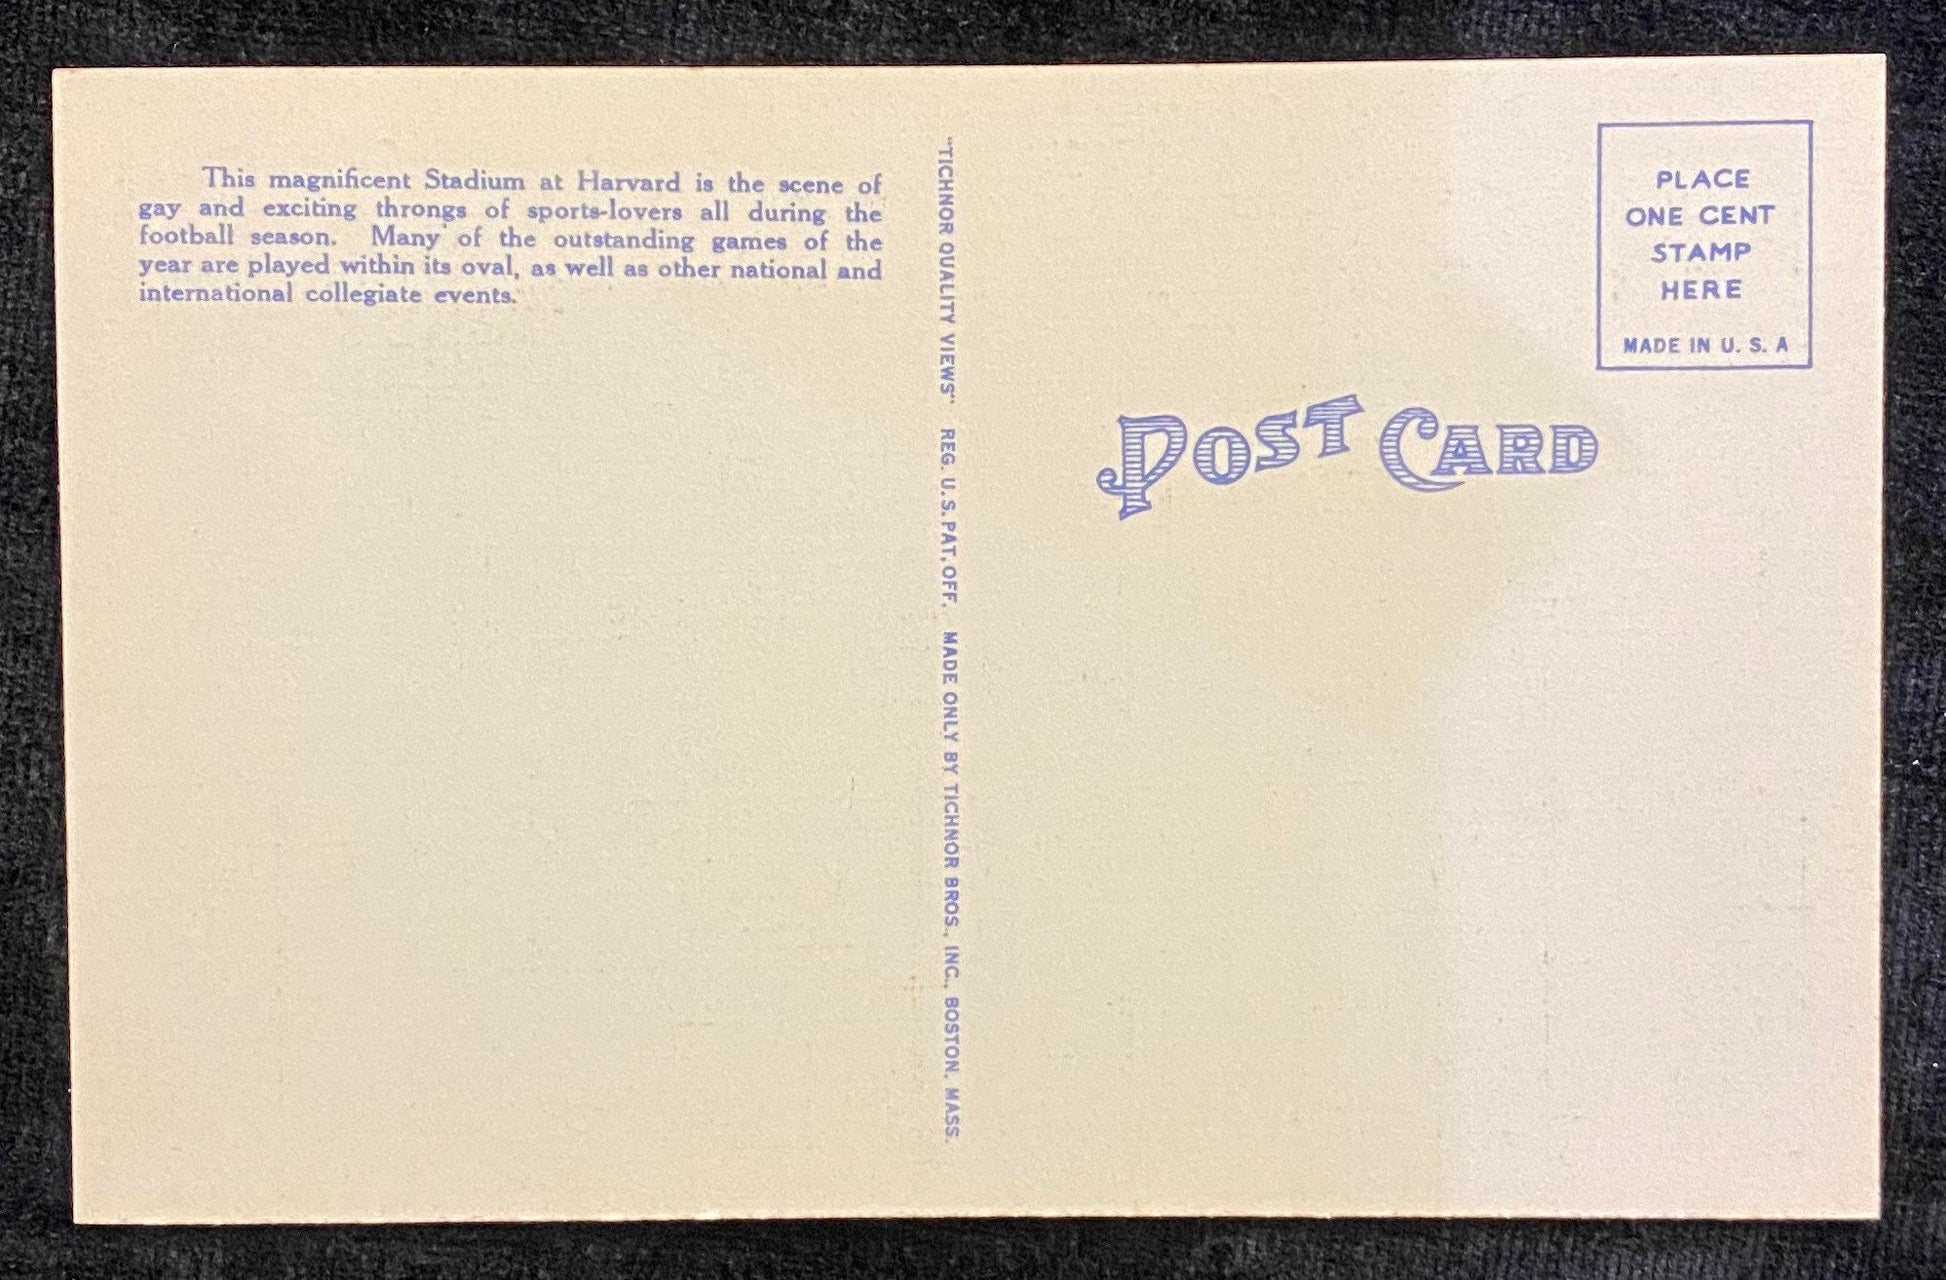 This magnificent Stadium at Harvard is the scene of
gay and exciting throngs of sports-lovers all during the
football season. Many of the outstanding games of the
year are played within its oval, as well as other national and
international collegiate events.
"TICHNOR QUALITY VIEWS" REG. U. S. PAT. OFF. MADE ONLY BY TICHNOR BROS., INC., BOSTON, MASS.
PLACE
ONE CENT
STAMP
HERE
MADE IN U. S. A
POST CARD